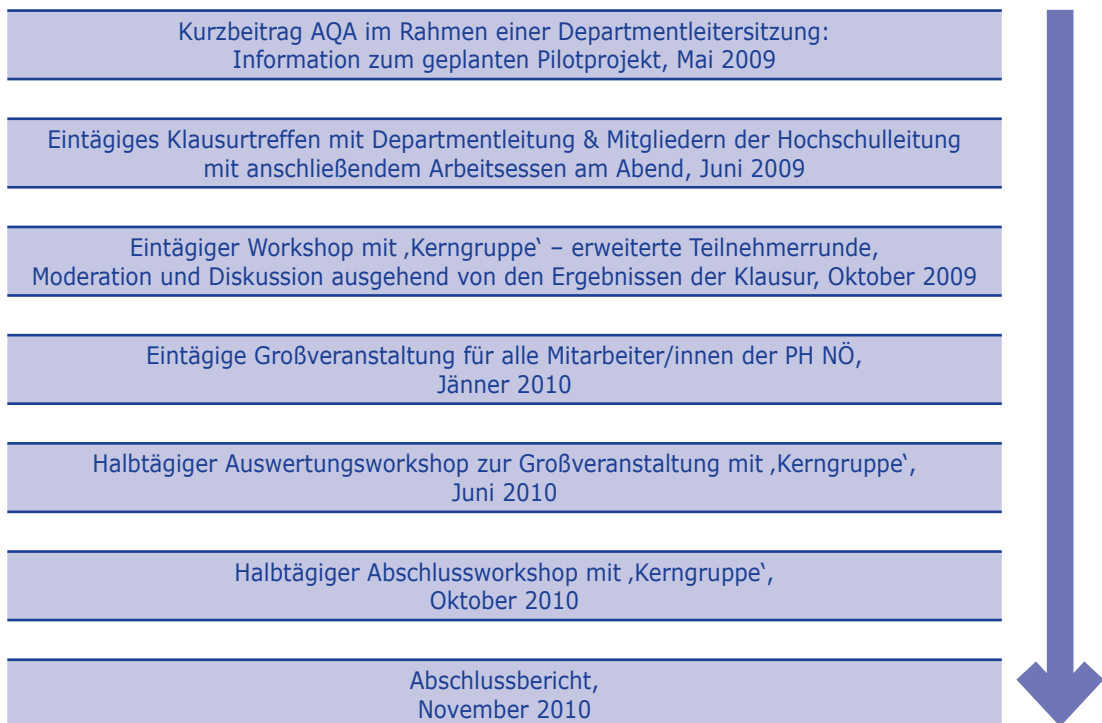 Kurzbeitrag AQA im Rahmen einer Departmentleitersitzung:
Information zum geplanten Pilotprojekt, Mai 2009
Eintägiges Klausurtreffen mit Departmentleitung & Mitgliedern der Hochschulleitung
mit anschließendem Arbeitsessen am Abend, Juni 2009
Eintägiger Workshop mit ‚Kerngruppe‘ – erweiterte Teilnehmerrunde,
Moderation und Diskussion ausgehend von den Ergebnissen der Klausur, Oktober 2009
Eintägige Großveranstaltung für alle Mitarbeiter/innen der PH NÖ,
Jänner 2010
Halbtägiger Auswertungsworkshop zur Großveranstaltung mit ‚Kerngruppe‘,
Juni 2010
Halbtägiger Abschlussworkshop mit ‚Kerngruppe‘,
Oktober 2010
Abschlussbericht,
November 2010